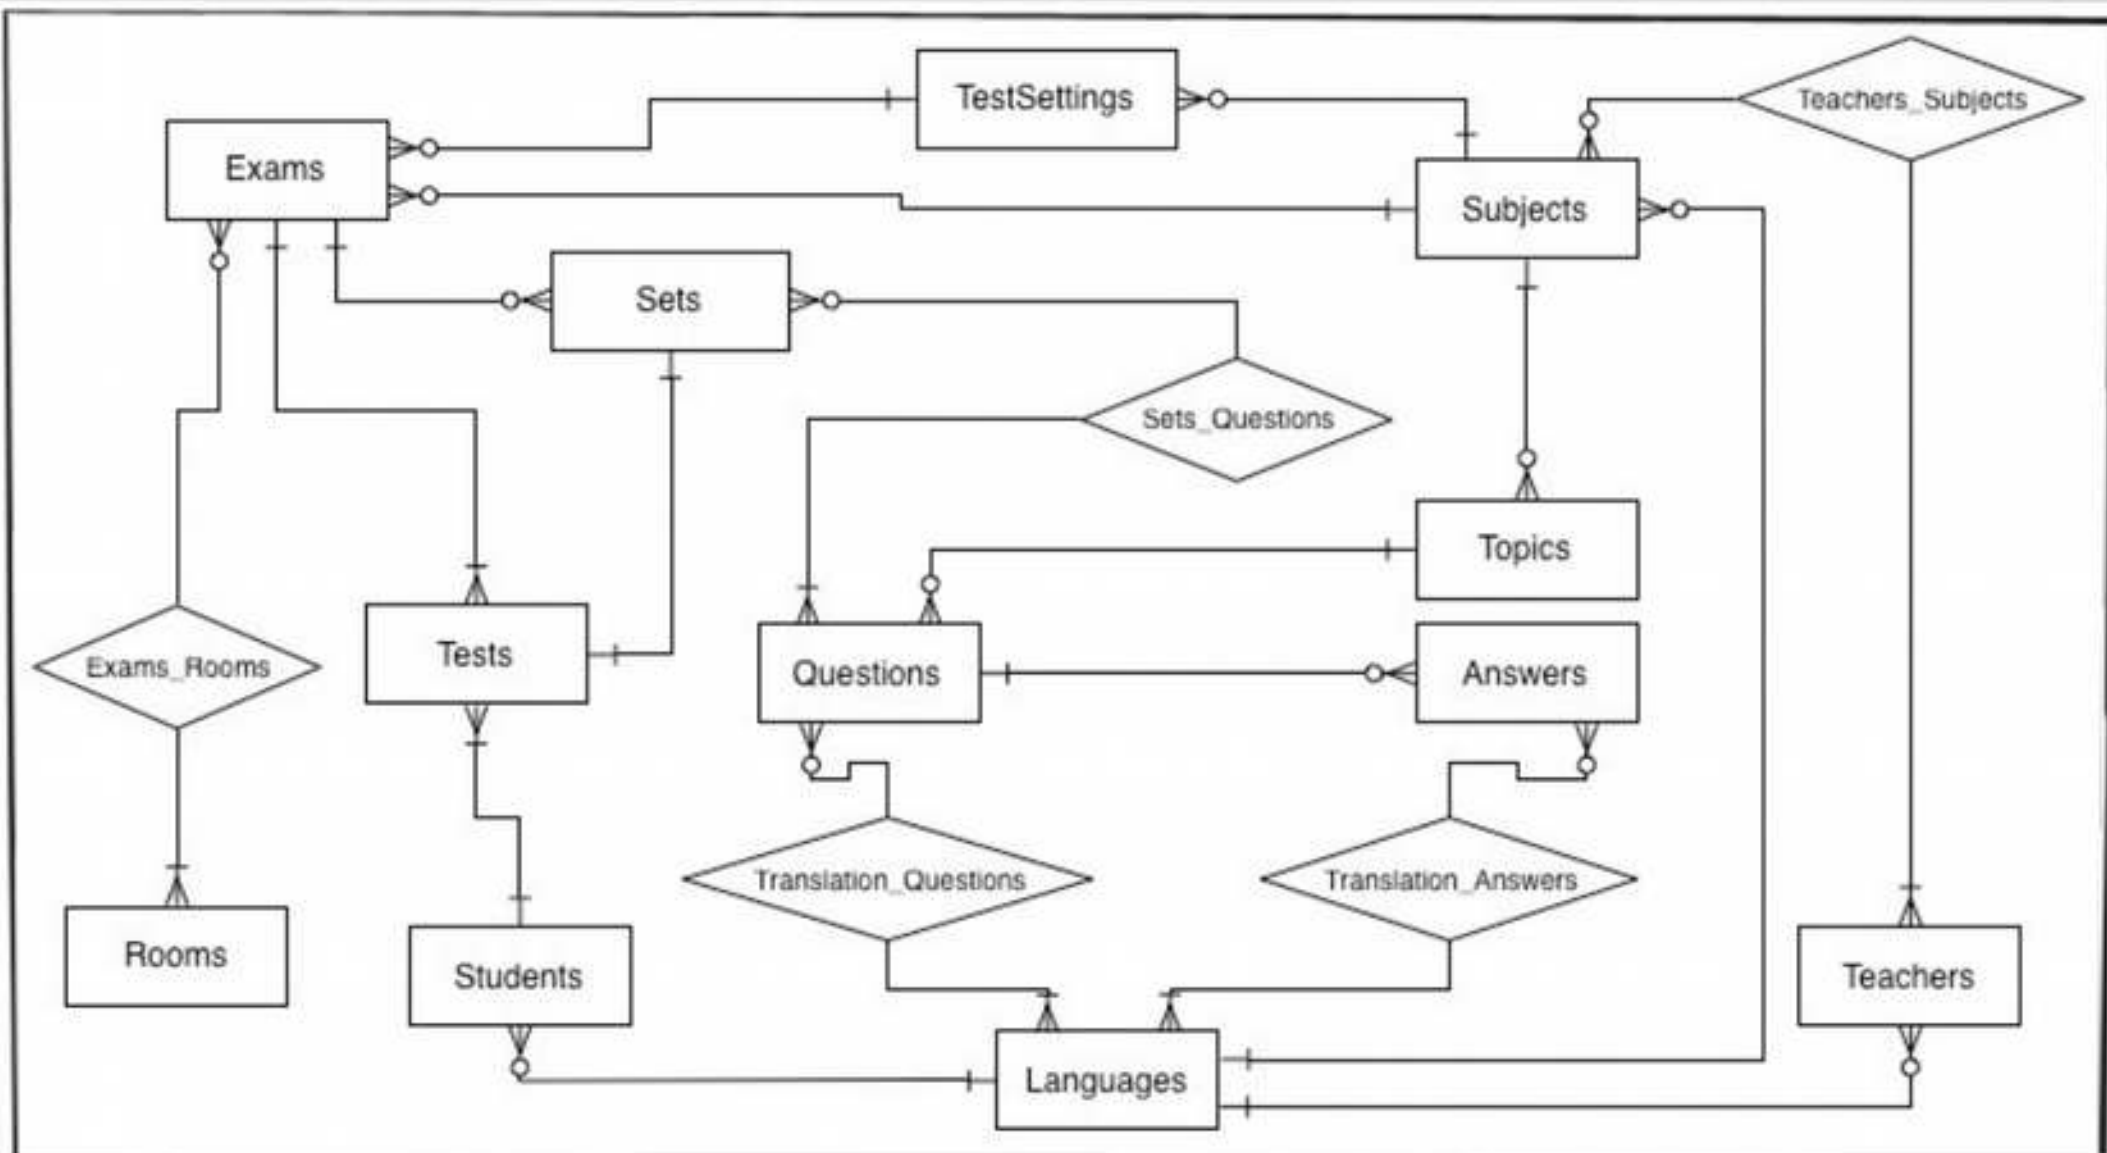 TestSettings
Teachers_Subjects
Exams
Subjects
Sets
Sets_Questions
Topics
Tests
Exams_Rooms
Questions
Answers
Translation_Questions
Translation_Answers
Rooms
Students
Teachers
Languages